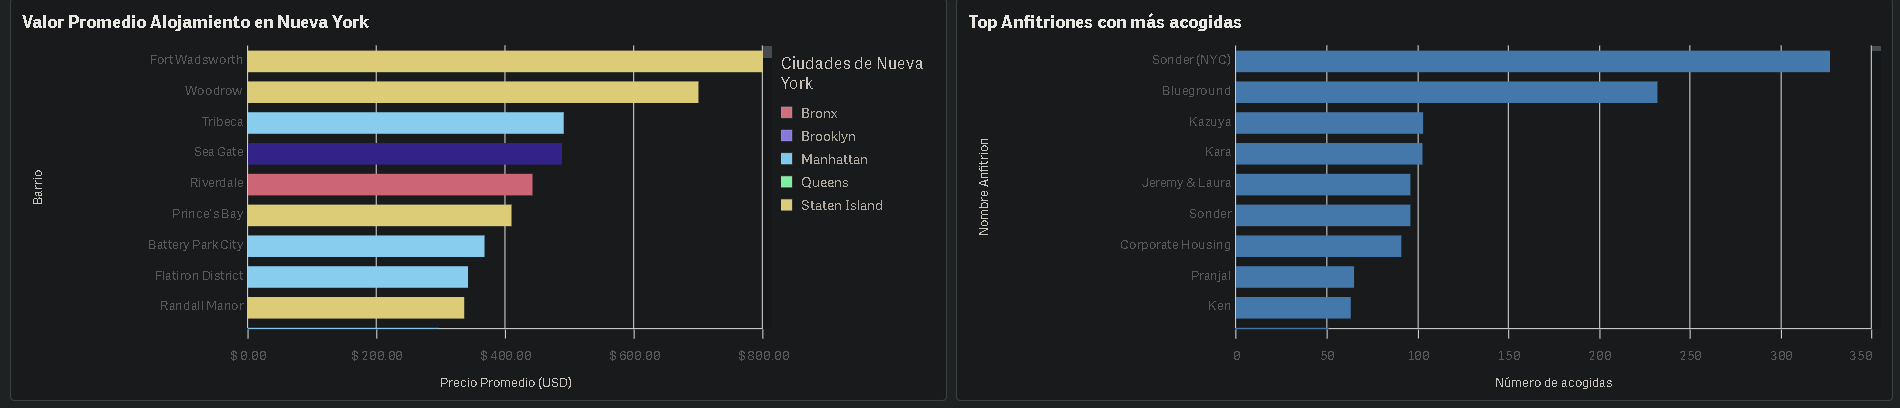 Valor Promedio Alojamiento en Nueva York
Barrio
Fort Wadsworth
Woodrow
Tribeca
Sea Gate
Riverdale
Prince's Bay
Battery Park City
Flatiron District
Randall Manor
$ 0.00
$ 200.00
$ 400.00
$ 600.00
$ 800.00
Precio Promedio (USD)
Ciudades de Nueva
York
Bronx
Brooklyn
Manhattan
Queens
Staten Island
Top Anfitriones con más acogidas
Nombre Anfitrion
Sonder (NYC)
Blueground
Kazuya
Kara
Jeremy & Laura
Sonder
Corporate Housing
Pranjal
Ken
0
50
100
150
200
250
300
350
Número de acogidas